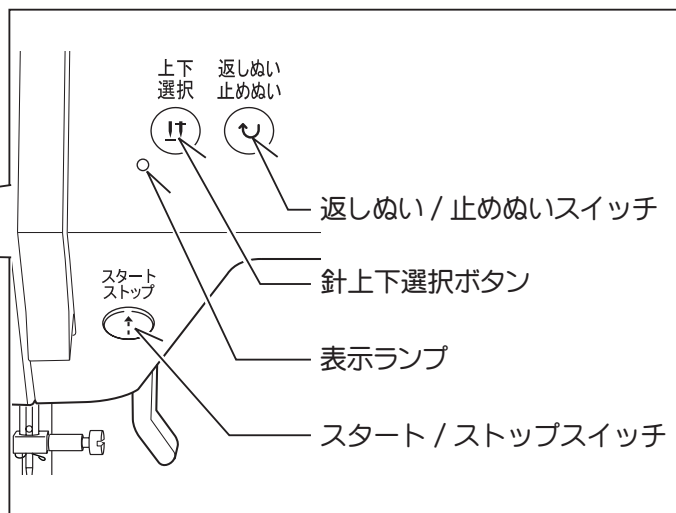 上下
選択
返しぬい
止めぬい
返しぬい / 止めぬいスイッチ
針上下選択ボタン
スタート
ストップ
表示ランプ
スタート / ストップスイッチ